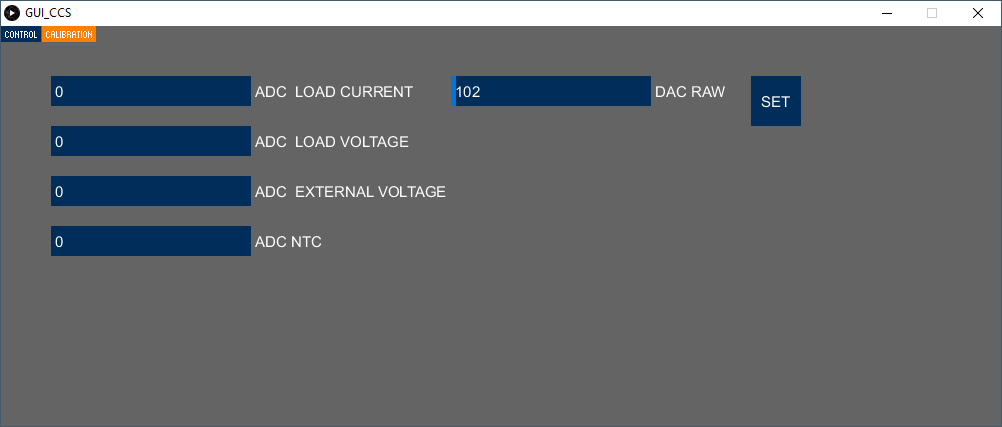 GUI_CCS
CONTROL CALIBRATION
0 ADC LOAD CURRENT 102 DAC RAW SET
0 ADC LOAD VOLTAGE
0 ADC EXTERNAL VOLTAGE
0 ADC NTC